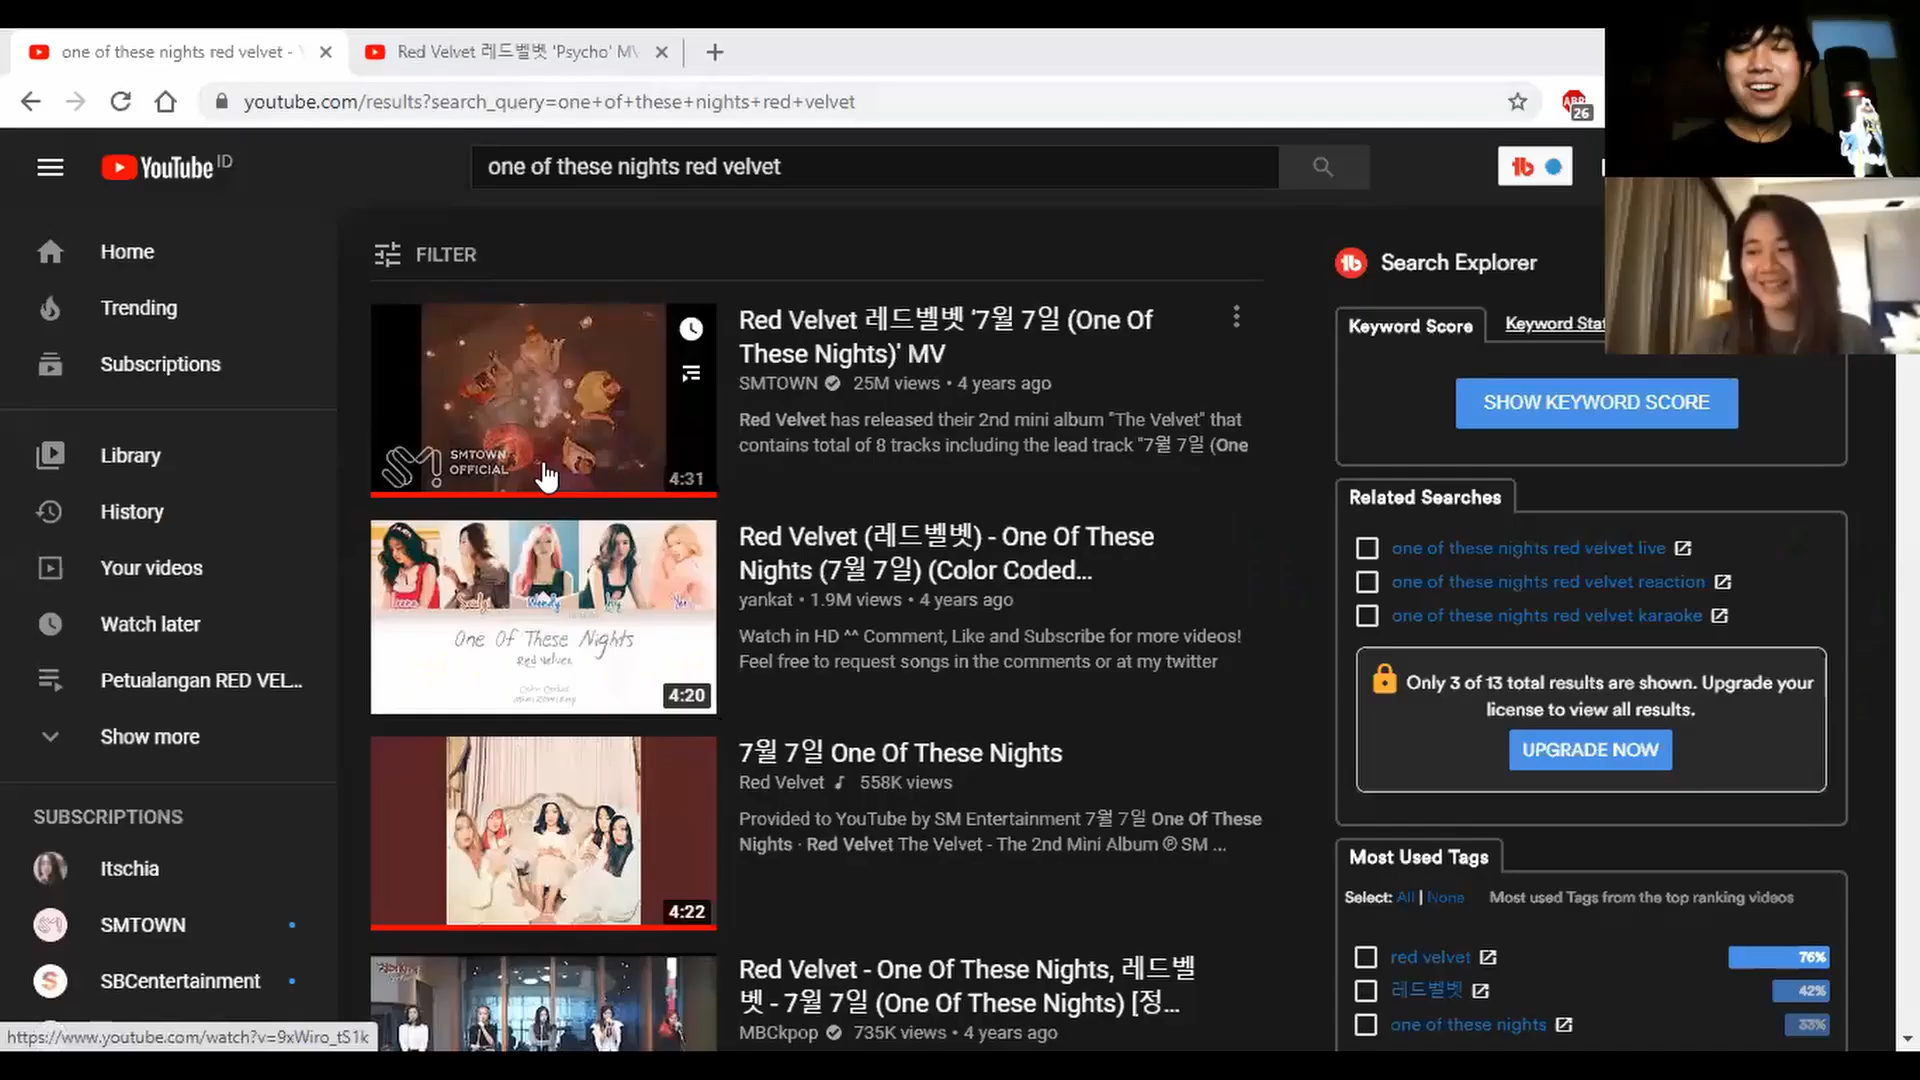 one of these nights red velvet -
Red Velvet 레드벨벳 'Psycho' MV
youtube.com/results?search_query=one+of+these+nights+red+velvet
ABP
26
YouTube ID
one of these nights red velvet
Home
Trending
Subscriptions
Library
History
Your videos
Watch later
Petualangan RED VEL...
Show more
SUBSCRIPTIONS
Itschia
SMTOWN
SBCentertainment
https://www.youtube.com/watch?v=9xWiro_tS1k
FILTER
SMTOWN
OFFICIAL
4:31
Red Velvet 레드벨벳 '7월 7일 (One Of
These Nights)' MV
SMTOWN 25M views • 4 years ago
Red Velvet has released their 2nd mini album "The Velvet" that
contains total of 8 tracks including the lead track "7월 7일 (One
Wendy
One Of These Nights
Red Velvet
4:20
Red Velvet (레드벨벳) - One Of These
Nights (7월 7일) (Color Coded...
yankat • 1.9M views • 4 years ago
Watch in HD ^^ Comment, Like and Subscribe for more videos!
Feel free to request songs in the comments or at my twitter
4:22
7월 7일 One Of These Nights
Red Velvet 558K views
Provided to YouTube by SM Entertainment 7월 7일 One Of These
Nights · Red Velvet The Velvet - The 2nd Mini Album ℗ SM ...
Red Velvet - One Of These Nights, 레드벨
벳 - 7월 7일 (One Of These Nights) [정...
MBCkpop 735K views • 4 years ago
Search Explorer
Keyword Score
Keyword
SHOW KEYWORD SCORE
Related Searches
one of these nights red velvet live
one of these nights red velvet reaction
one of these nights red velvet karaoke
Only 3 of 13 total results are shown. Upgrade your
license to view all results.
UPGRADE NOW
Most Used Tags
Select: All | None Most used Tags from the top ranking videos
red velvet 76%
레드벨벳 42%
one of these nights 33%